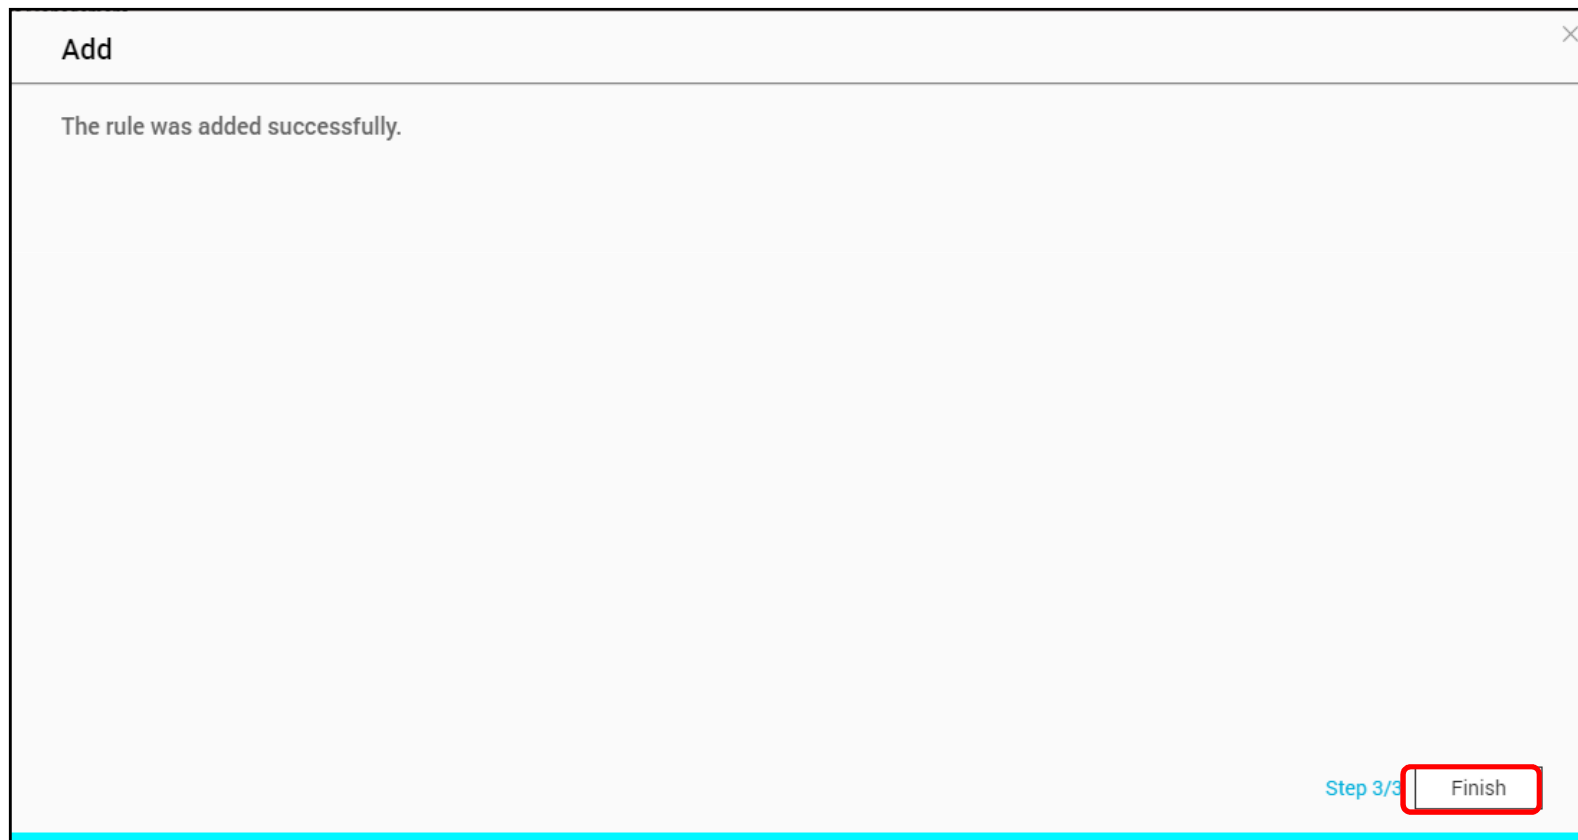 Add
The rule was added successfully.
Step 3/3
Finish